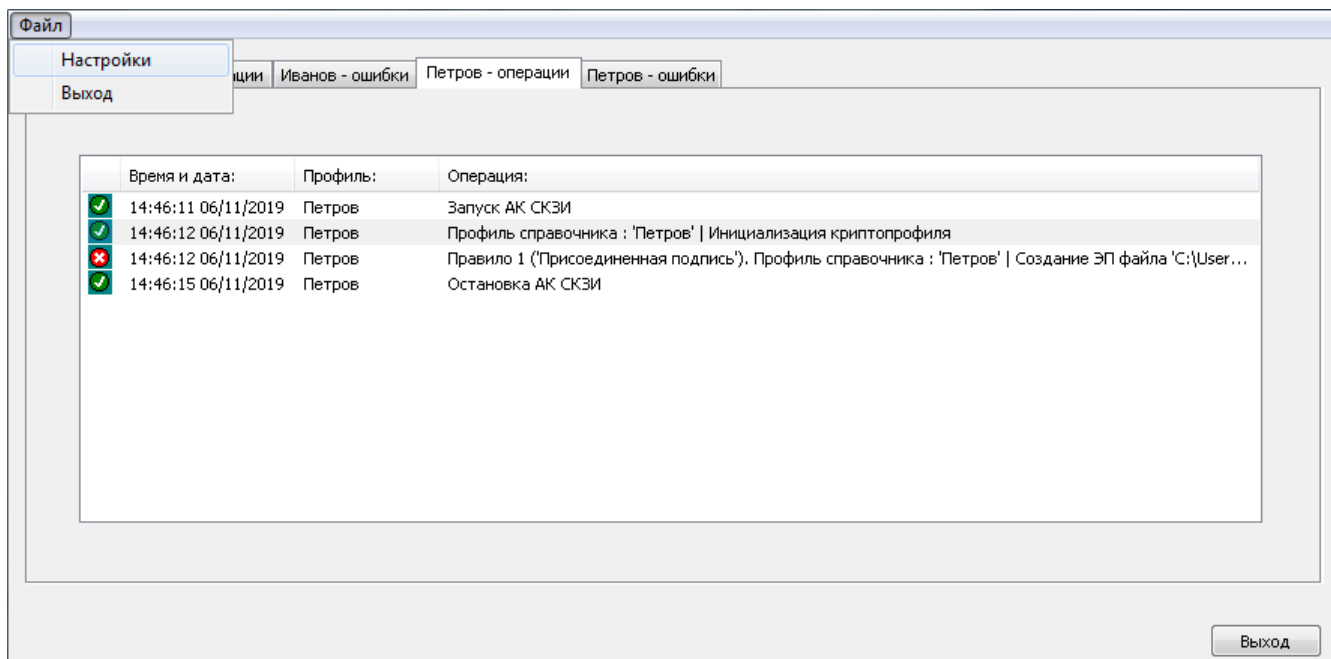 Файл
Настройки
Выход
Иванов - ошибки Петров - операции Петров - ошибки
Время и дата: Профиль: Операция:
14:46:11 06/11/2019 Петров Запуск АК СКЗИ
14:46:12 06/11/2019 Петров Профиль справочника : 'Петров' | Инициализация криптопрофиля
14:46:12 06/11/2019 Петров Правило 1 ('Присоединенная подпись'). Профиль справочника : 'Петров' | Создание ЭП файла 'C:\User...
14:46:15 06/11/2019 Петров Остановка АК СКЗИ
Выход